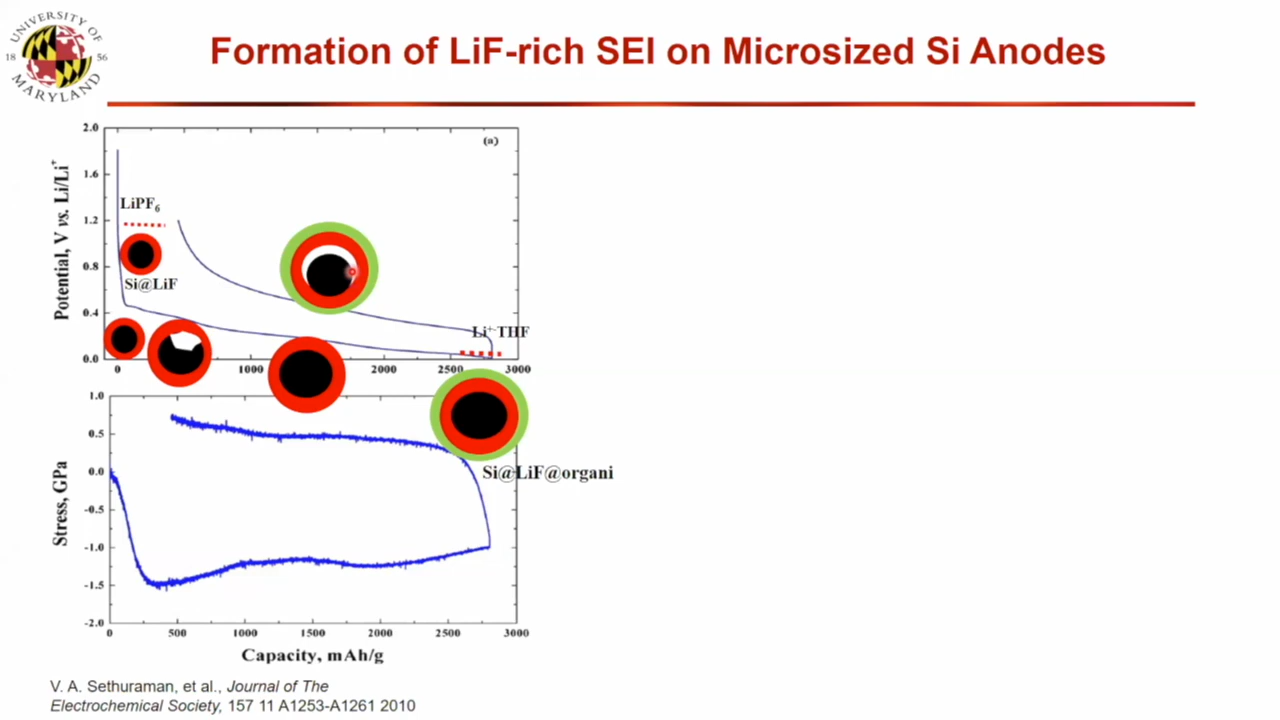 UNIVERSITY OF
18 56
MARYLAND
Formation of LiF-rich SEI on Microsized Si Anodes
(a)
Potential, V vs. Li/Li+
2.0
1.6
1.2
0.8
0.4
0.0
LiPF6
Si@LiF
Li+-THF
0 1000 2000 2500 3000
Stress, GPa
1.0
0.5
0.0
-0.5
-1.0
-1.5
-2.0
Si@LiF@organi
0 500 1000 1500 2000 2500 3000
Capacity, mAh/g
V. A. Sethuraman, et al., Journal of The
Electrochemical Society, 157 11 A1253-A1261 2010